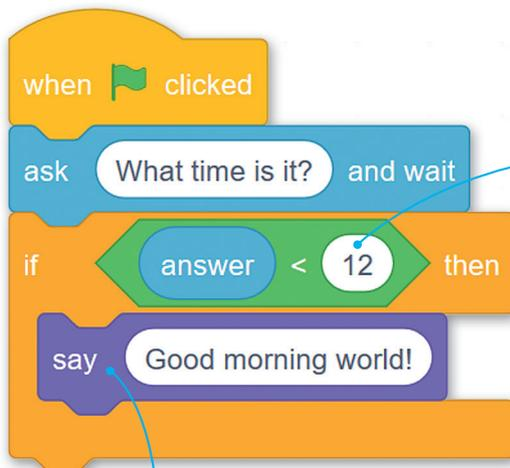 when clicked
ask What time is it? and wait
if answer < 12 then
say Good morning world!